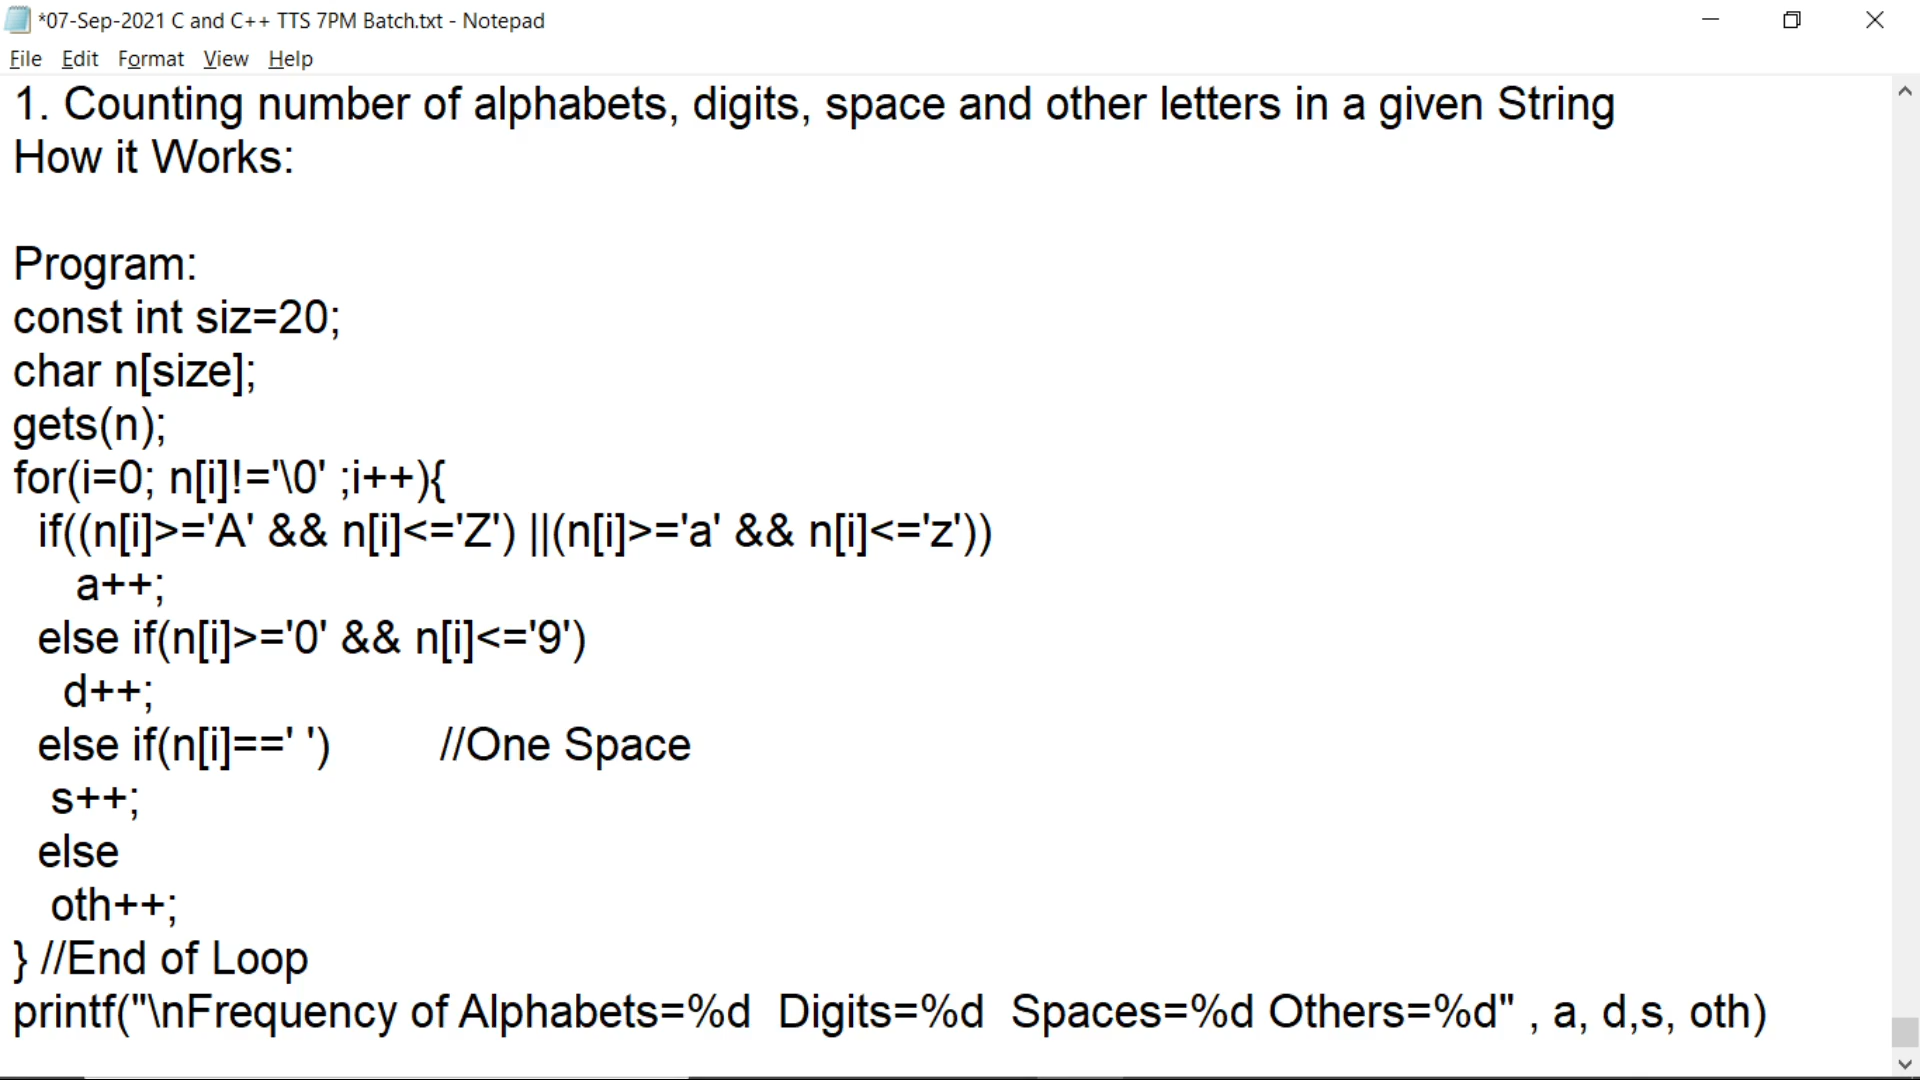 *07-Sep-2021 C and C++ TTS 7PM Batch.txt - Notepad
File Edit Format View Help
1. Counting number of alphabets, digits, space and other letters in a given String
How it Works:
Program:
const int siz=20;
char n[size];
gets(n);
for(i=0; n[i]!='\0' ;i++){
if((n[i]>='A' && n[i]<='Z') ||(n[i]>='a' && n[i]<='z'))
a++;
else if(n[i]>='0' && n[i]<='9')
d++;
else if(n[i]==' ') //One Space
s++;
else
oth++;
} //End of Loop
printf("\nFrequency of Alphabets=%d  Digits=%d  Spaces=%d Others=%d" , a, d,s, oth)